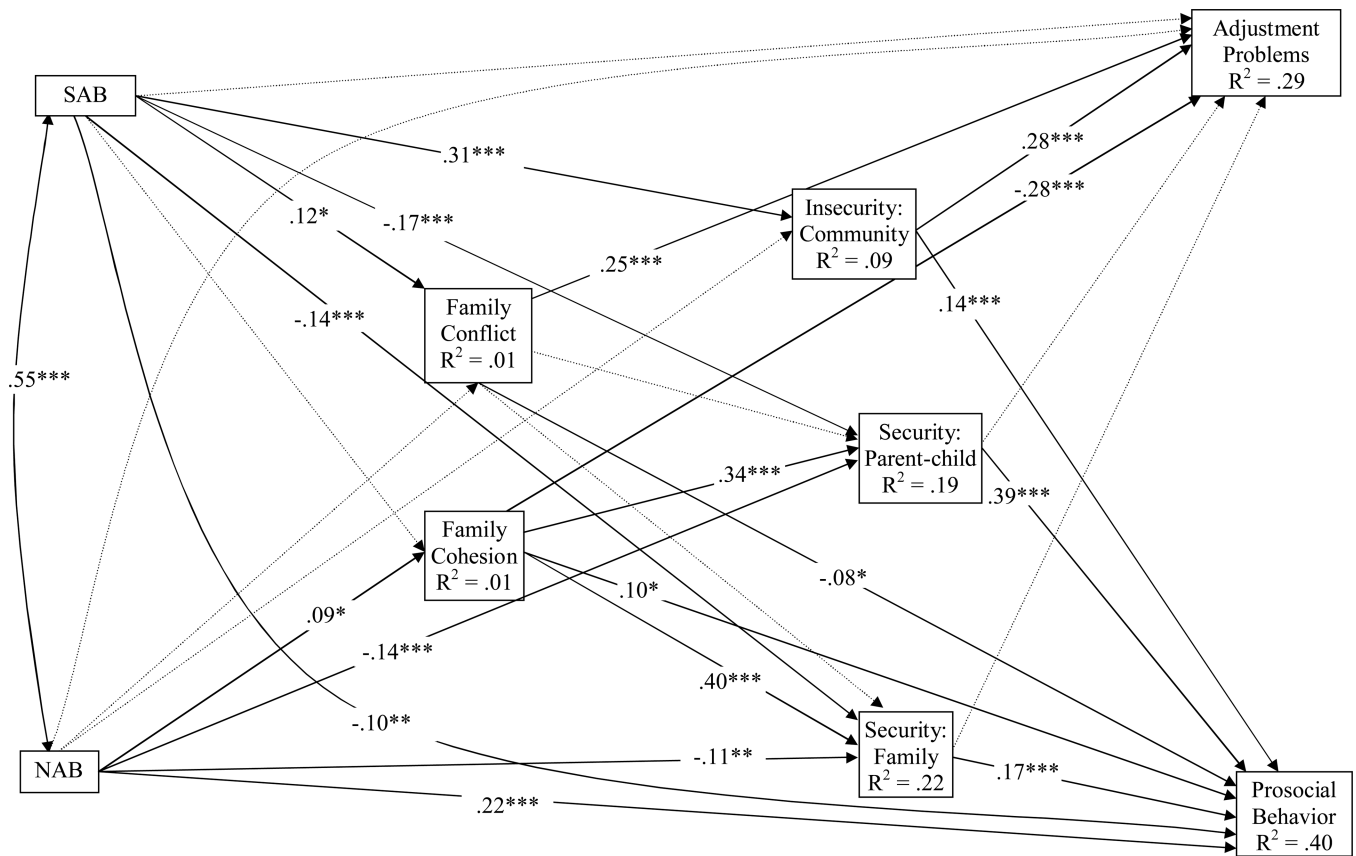 Adjustment
Problems
R² = .29
SAB
.28***
.31***
-.28***
.12*
-.17***
Insecurity:
Community
R² = .09
.25***
Family
Conflict
R² = .01
-.14***
.14***
.55***
Security:
Parent-child
R² = .19
.34***
.39***
Family
Cohesion
R² = .01
-.08*
.10*
.09*
-.14***
.40***
-.10**
Security:
Family
R² = .22
-.11**
.17***
NAB
.22***
Prosocial
Behavior
R² = .40